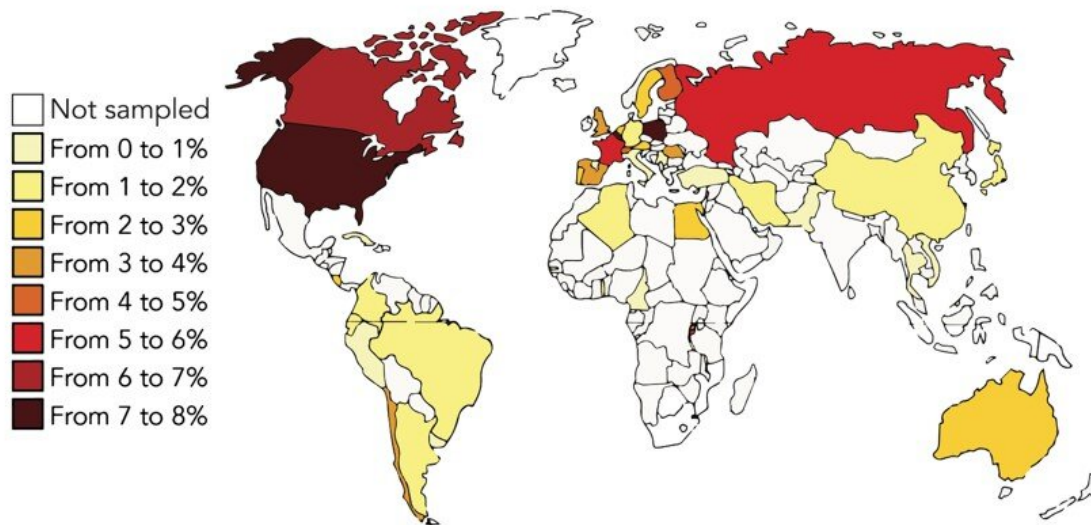 Not sampled
From 0 to 1%
From 1 to 2%
From 2 to 3%
From 3 to 4%
From 4 to 5%
From 5 to 6%
From 6 to 7%
From 7 to 8%